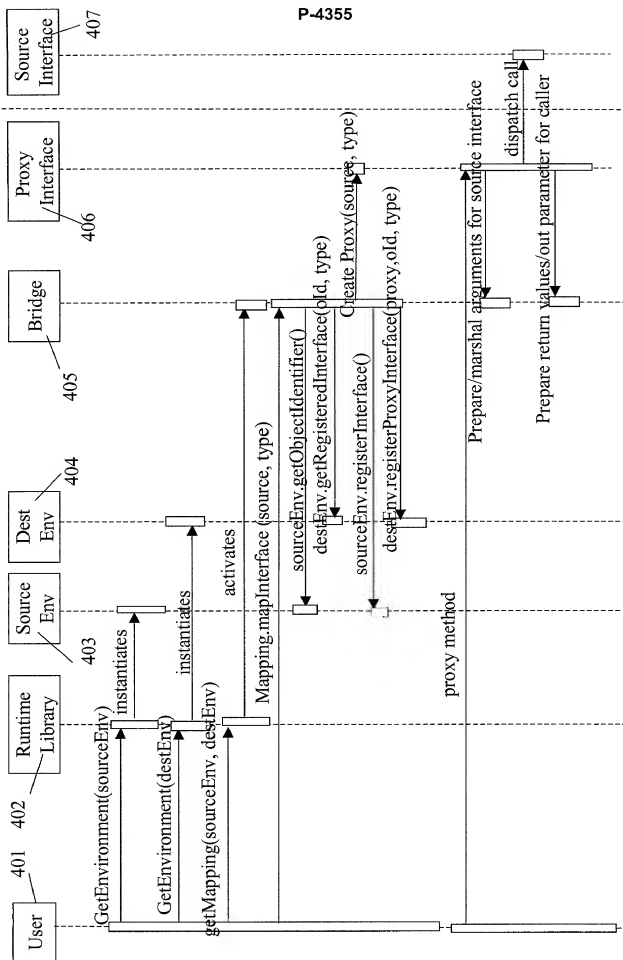 P-4355
User
401
Runtime
Library
402
Source
Env
403
Dest
Env
404
Bridge
405
Proxy
Interface
406
Source
Interface
407
GetEnvironment(sourceEnv)
instantiates
GetEnvironment(destEnv)
instantiates
getMapping(sourceEnv, destEnv)
activates
Mapping.mapInterface (source, type)
sourceEnv.getObjectIdentifier()
destEnv.getRegisteredInterface(oId, type)
Create Proxy(source, type)
sourceEnv.registerInterface()
destEnv.registerProxyInterface(proxy,oId, type)
proxy method
Prepare/marshal arguments for source interface
dispatch call
Prepare return values/out parameter for caller